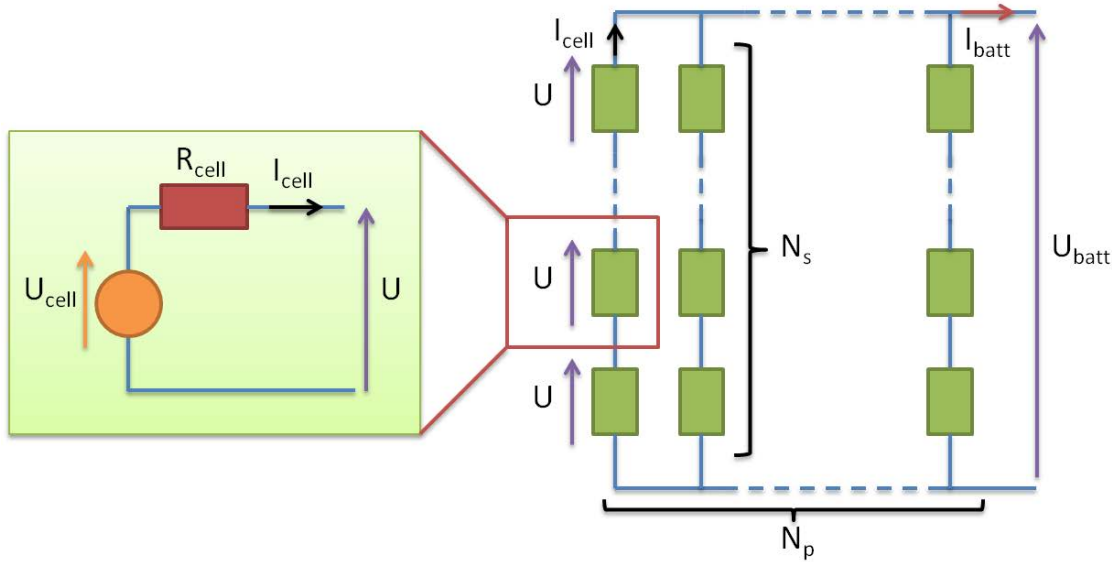 R_cell
I_cell
U_cell
U
I_cell
U
U
U
N_s
N_p
I_batt
U_batt